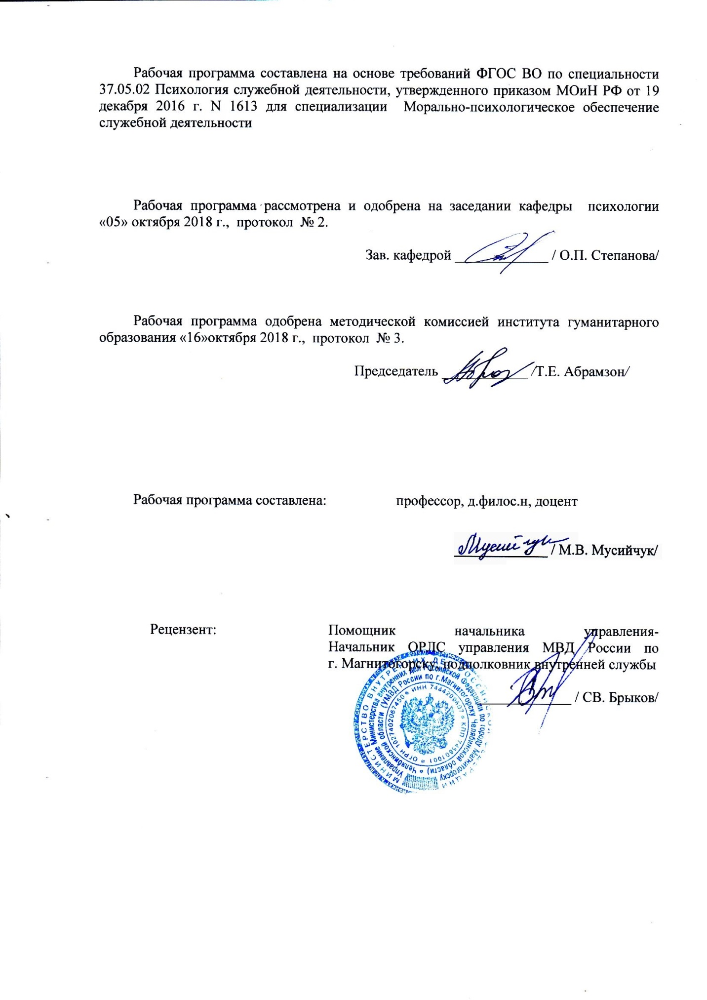 Рабочая программа составлена на основе требований ФГОС ВО по специальности
37.05.02 Психология служебной деятельности, утвержденного приказом МОиН РФ от 19
декабря 2016 г. N 1613 для специализации Морально-психологическое обеспечение
служебной деятельности
Рабочая программа рассмотрена и одобрена на заседании кафедры психологии
«05» октября 2018 г., протокол № 2.
Зав. кафедрой ______________ / О.П. Степанова/
Рабочая программа одобрена методической комиссией института гуманитарного
образования «16»октября 2018 г., протокол № 3.
Председатель _____________ /Т.Е. Абрамзон/
Рабочая программа составлена: профессор, д.филос.н, доцент
______________ / М.В. Мусийчук/
Рецензент: Помощник начальника управления-
Начальник ОРЛС управления МВД России по
г. Магнитогорску, подполковник внутренней службы
______________ / СВ. Брыков/
МИНИСТЕРСТВО ВНУТРЕННИХ ДЕЛ РОССИЙСКОЙ ФЕДЕРАЦИИ
Управление Министерства внутренних дел Российской Федерации по городу Магнитогорску
Челябинской области (УМВД России по г.Магнитогорску Челябинской области)
ОГРН 1027402067450 * ИНН 7444200607 * КПП 745601001